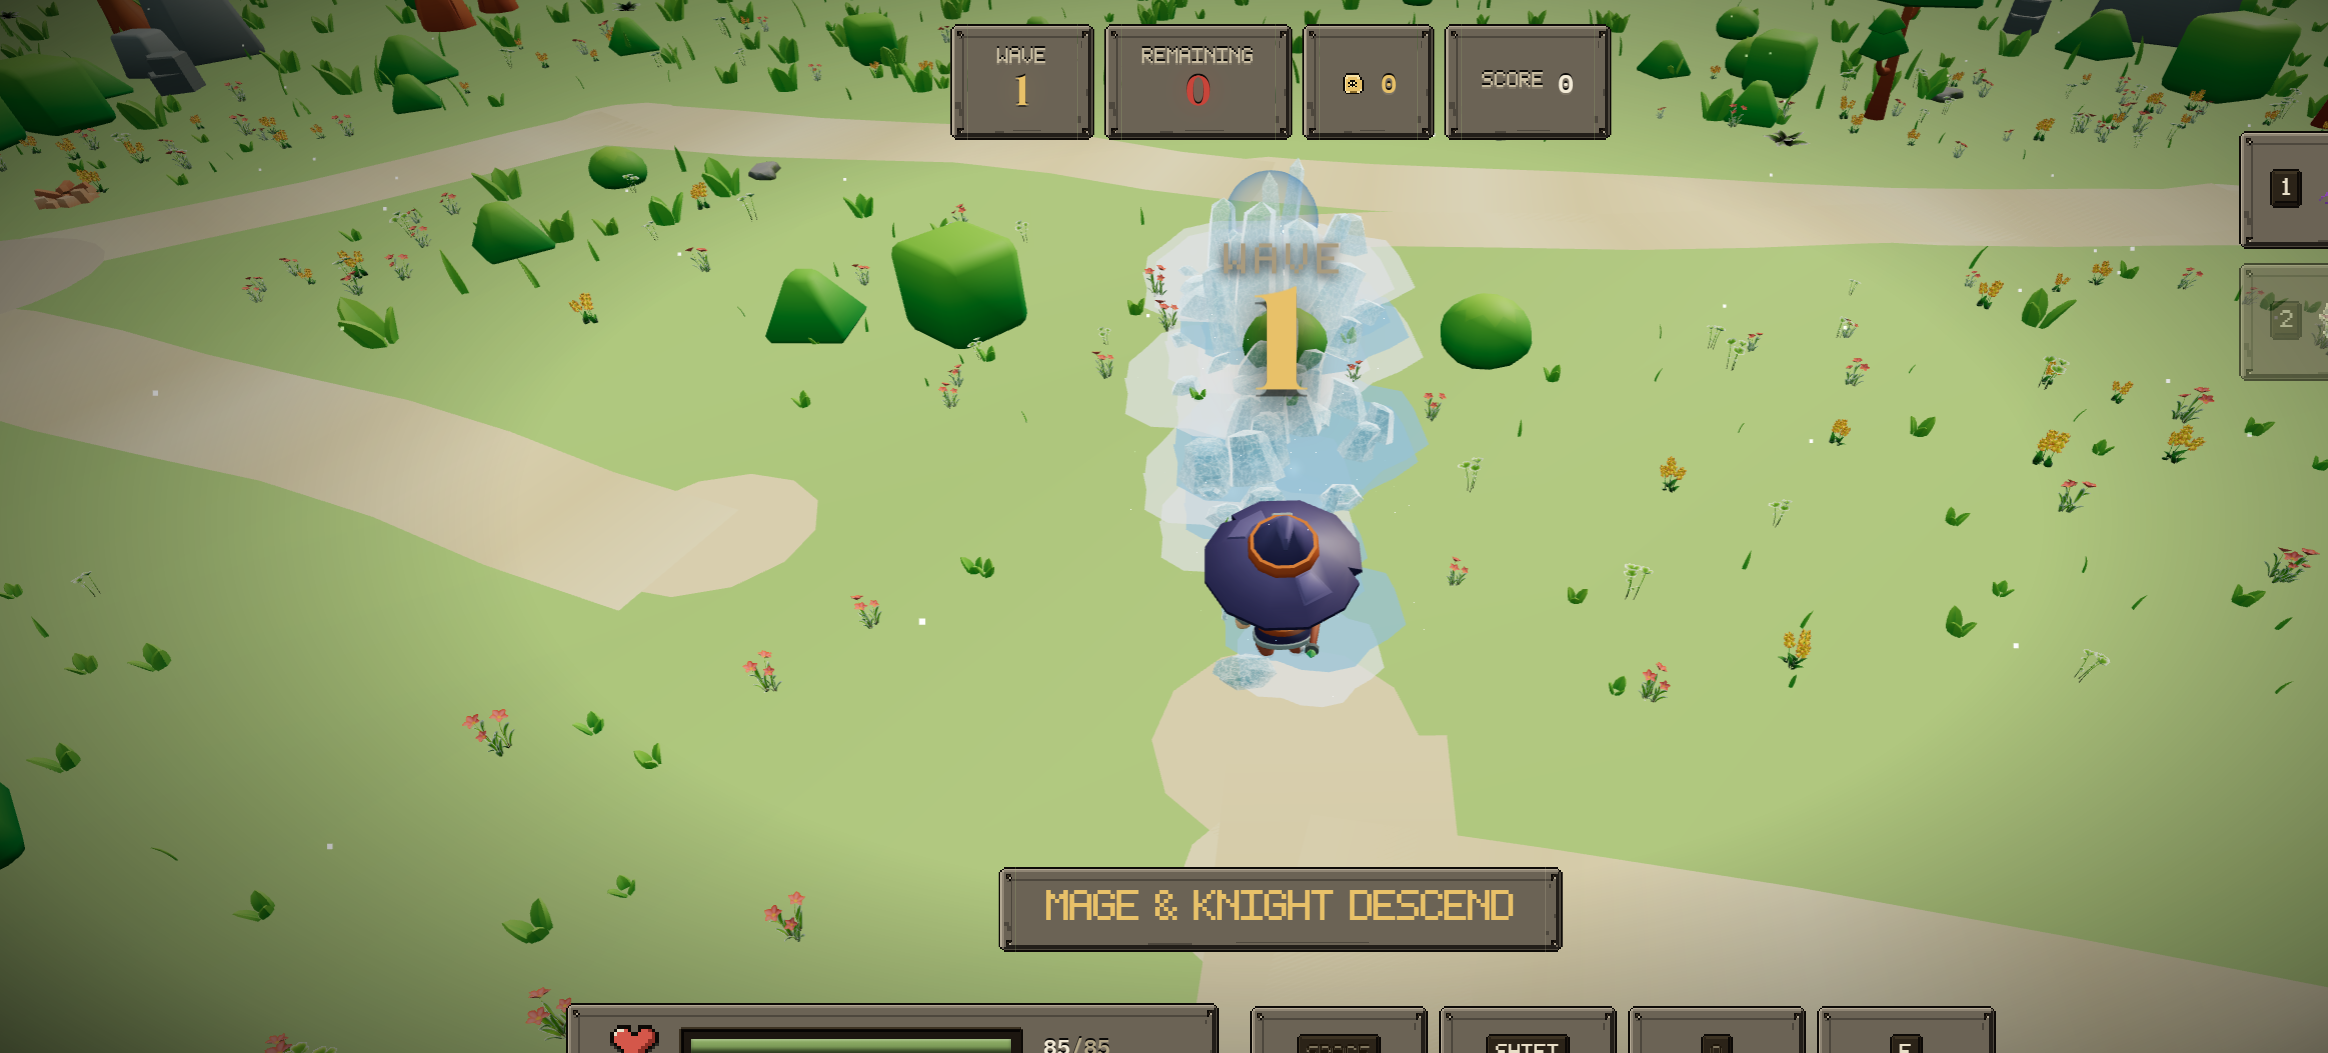 WAVE
1
REMAINING
0
0
SCORE 0
1
WAVE
1
2
MAGE & KNIGHT DESCEND
85/85
SHIFT